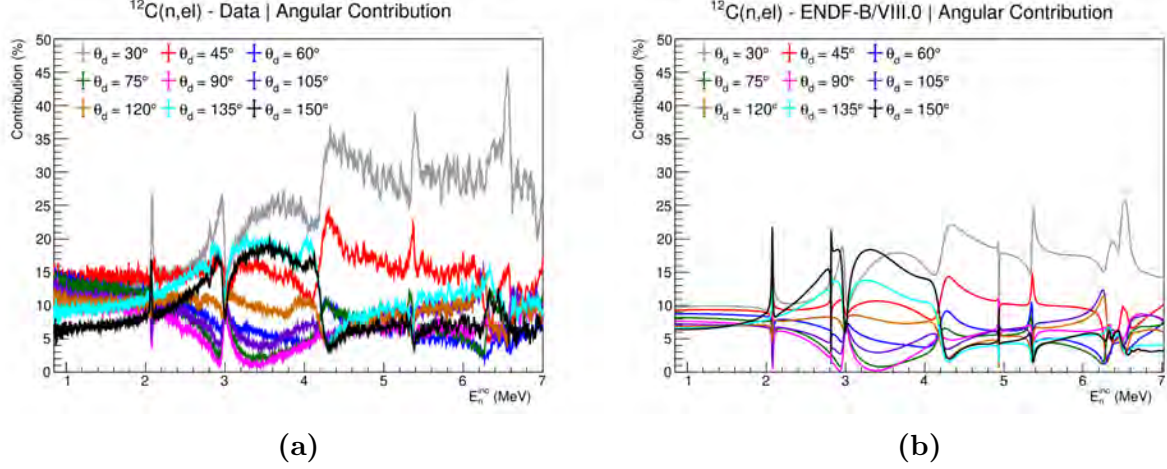 ¹²C(n,el) - Data | Angular Contribution
Contribution (%)
50
45
40
35
30
25
20
15
10
5
0
θd = 30° θd = 45° θd = 60°
θd = 75° θd = 90° θd = 105°
θd = 120° θd = 135° θd = 150°
1 2 3 4 5 6 7
Eₙⁱⁿᶜ (MeV)
(a)
¹²C(n,el) - ENDF-B/VIII.0 | Angular Contribution
Contribution (%)
50
45
40
35
30
25
20
15
10
5
0
θd = 30° θd = 45° θd = 60°
θd = 75° θd = 90° θd = 105°
θd = 120° θd = 135° θd = 150°
1 2 3 4 5 6 7
Eₙⁱⁿᶜ (MeV)
(b)